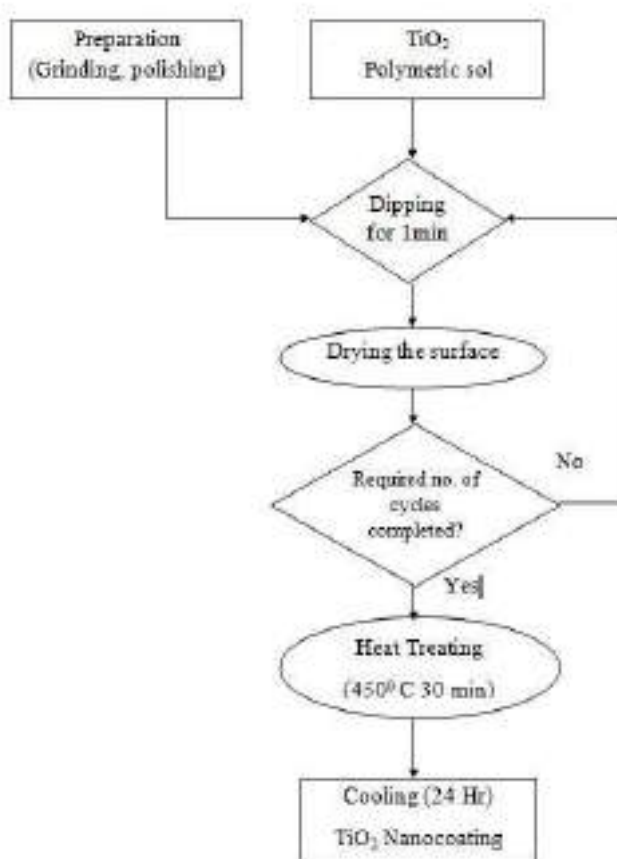 Preparation
(Grinding, polishing)
TiO₂
Polymeric sol
Dipping
for 1min
Drying the surface
Required no. of
cycles
completed?
No
Yes
Heat Treating
(450⁰ C 30 min)
Cooling (24 Hr)
TiO₂ Nanocoating